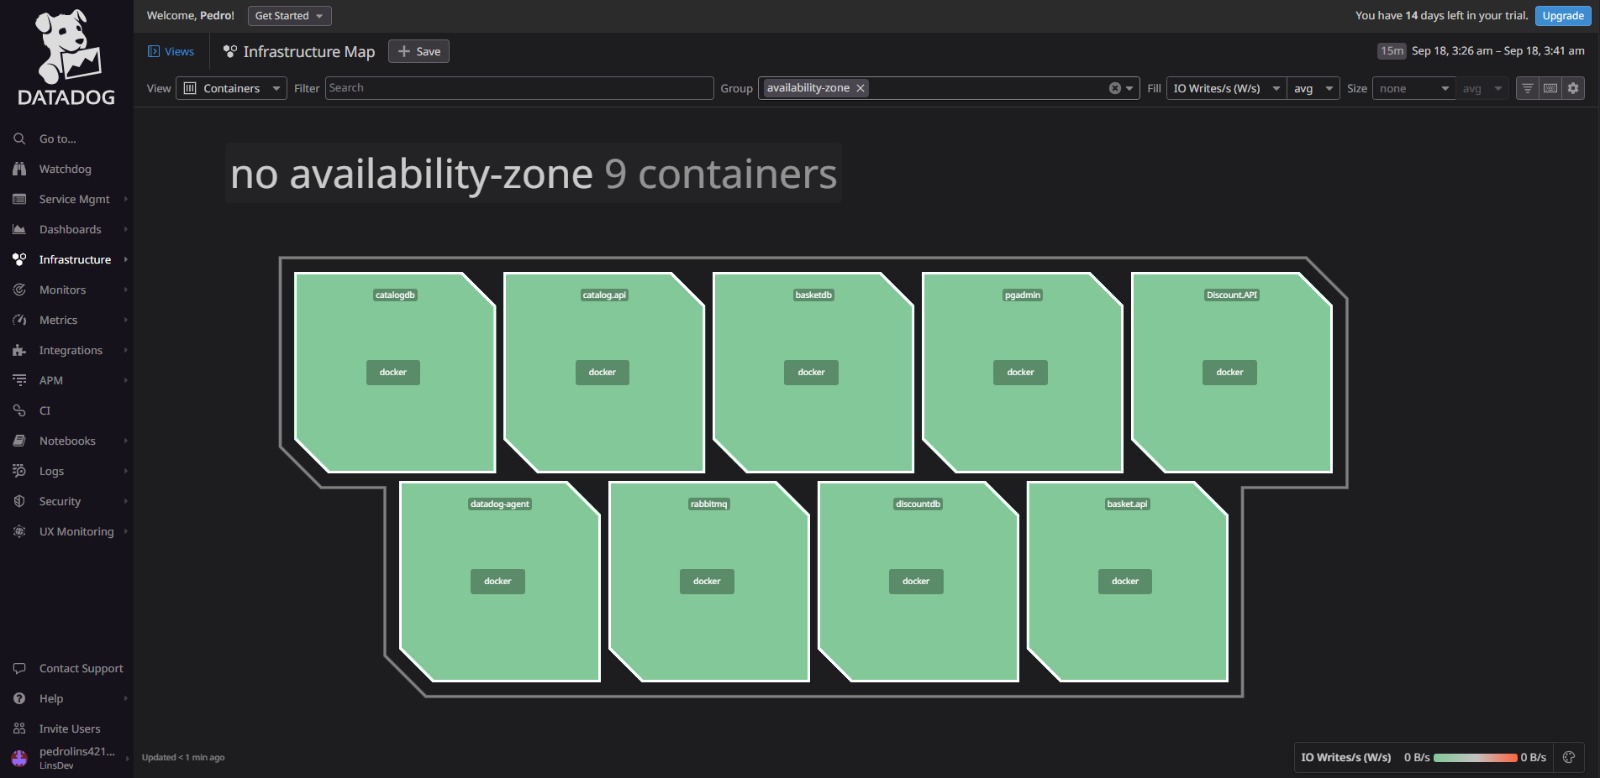 Welcome, Pedro! Get Started
You have 14 days left in your trial. Upgrade
DATADOG
Views Infrastructure Map + Save
15m Sep 18, 3:26 am – Sep 18, 3:41 am
View Containers Filter Search Group availability-zone × Fill IO Writes/s (W/s) avg Size none avg
Go to...
Watchdog
Service Mgmt
Dashboards
Infrastructure
Monitors
Metrics
Integrations
APM
CI
Notebooks
Logs
Security
UX Monitoring
Contact Support
Help
Invite Users
pedrolins421...
LinsDev
no availability-zone 9 containers
catalogdb catalog.api basketdb pgadmin Discount.API
docker docker docker docker docker
datadog-agent rabbitmq discountdb basket.api
docker docker docker docker
Updated < 1 min ago
IO Writes/s (W/s) 0 B/s 0 B/s